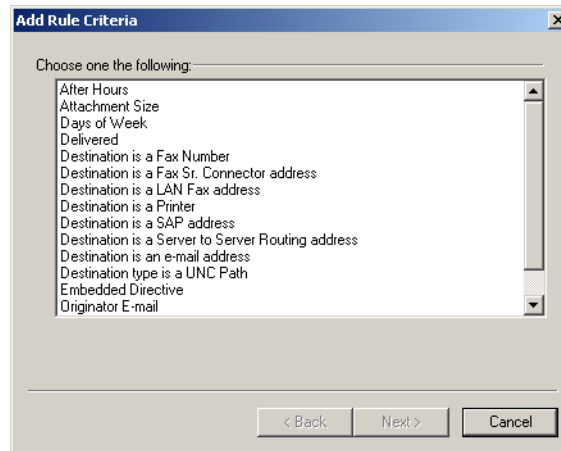 Add Rule Criteria
Choose one the following:
After Hours
Attachment Size
Days of Week
Delivered
Destination is a Fax Number
Destination is a Fax Sr. Connector address
Destination is a LAN Fax address
Destination is a Printer
Destination is a SAP address
Destination is a Server to Server Routing address
Destination is an e-mail address
Destination type is a UNC Path
Embedded Directive
Originator E-mail
< Back Next > Cancel